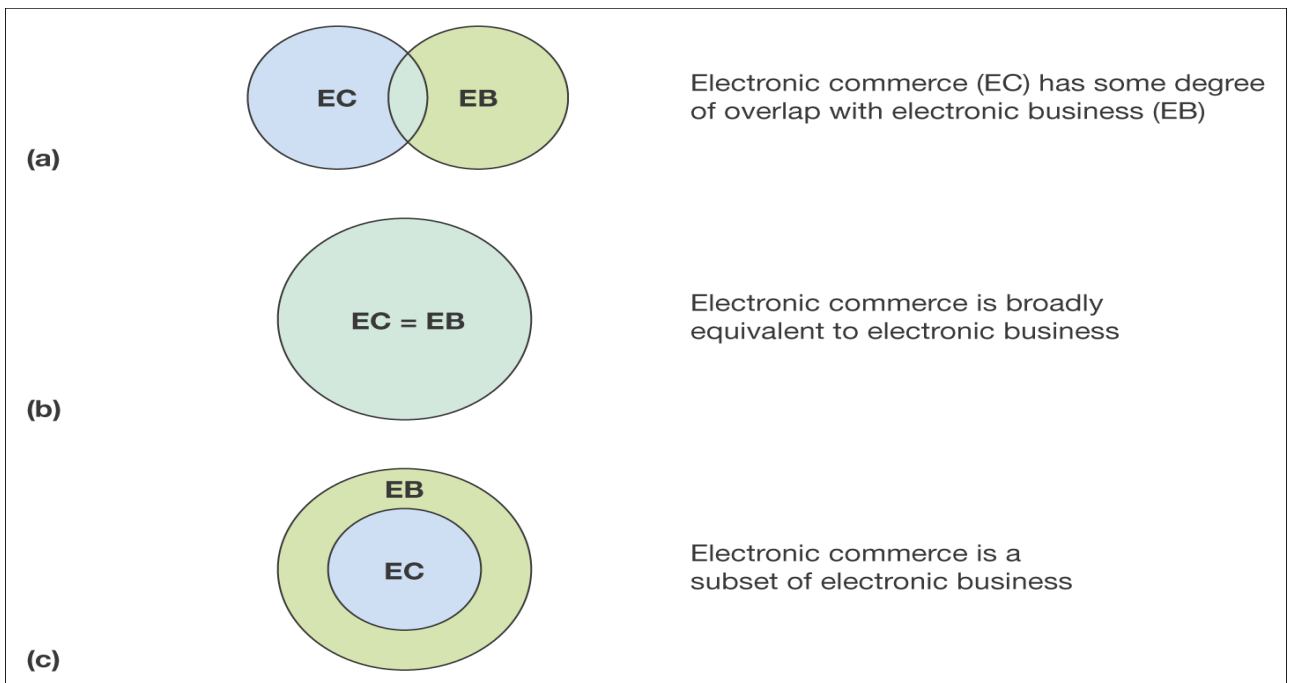 EC
EB
Electronic commerce (EC) has some degree
of overlap with electronic business (EB)
(a)
EC = EB
Electronic commerce is broadly
equivalent to electronic business
(b)
EB
EC
Electronic commerce is a
subset of electronic business
(c)